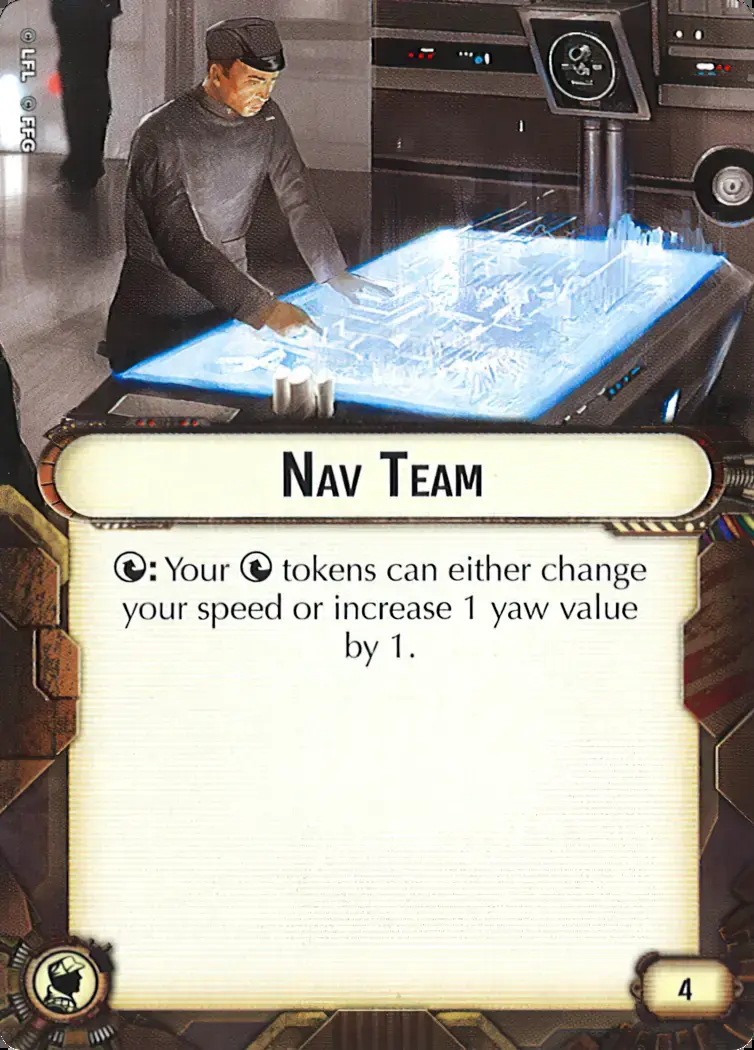 © LFL © FFG
NAV TEAM
: Your tokens can either change
your speed or increase 1 yaw value
by 1.
4